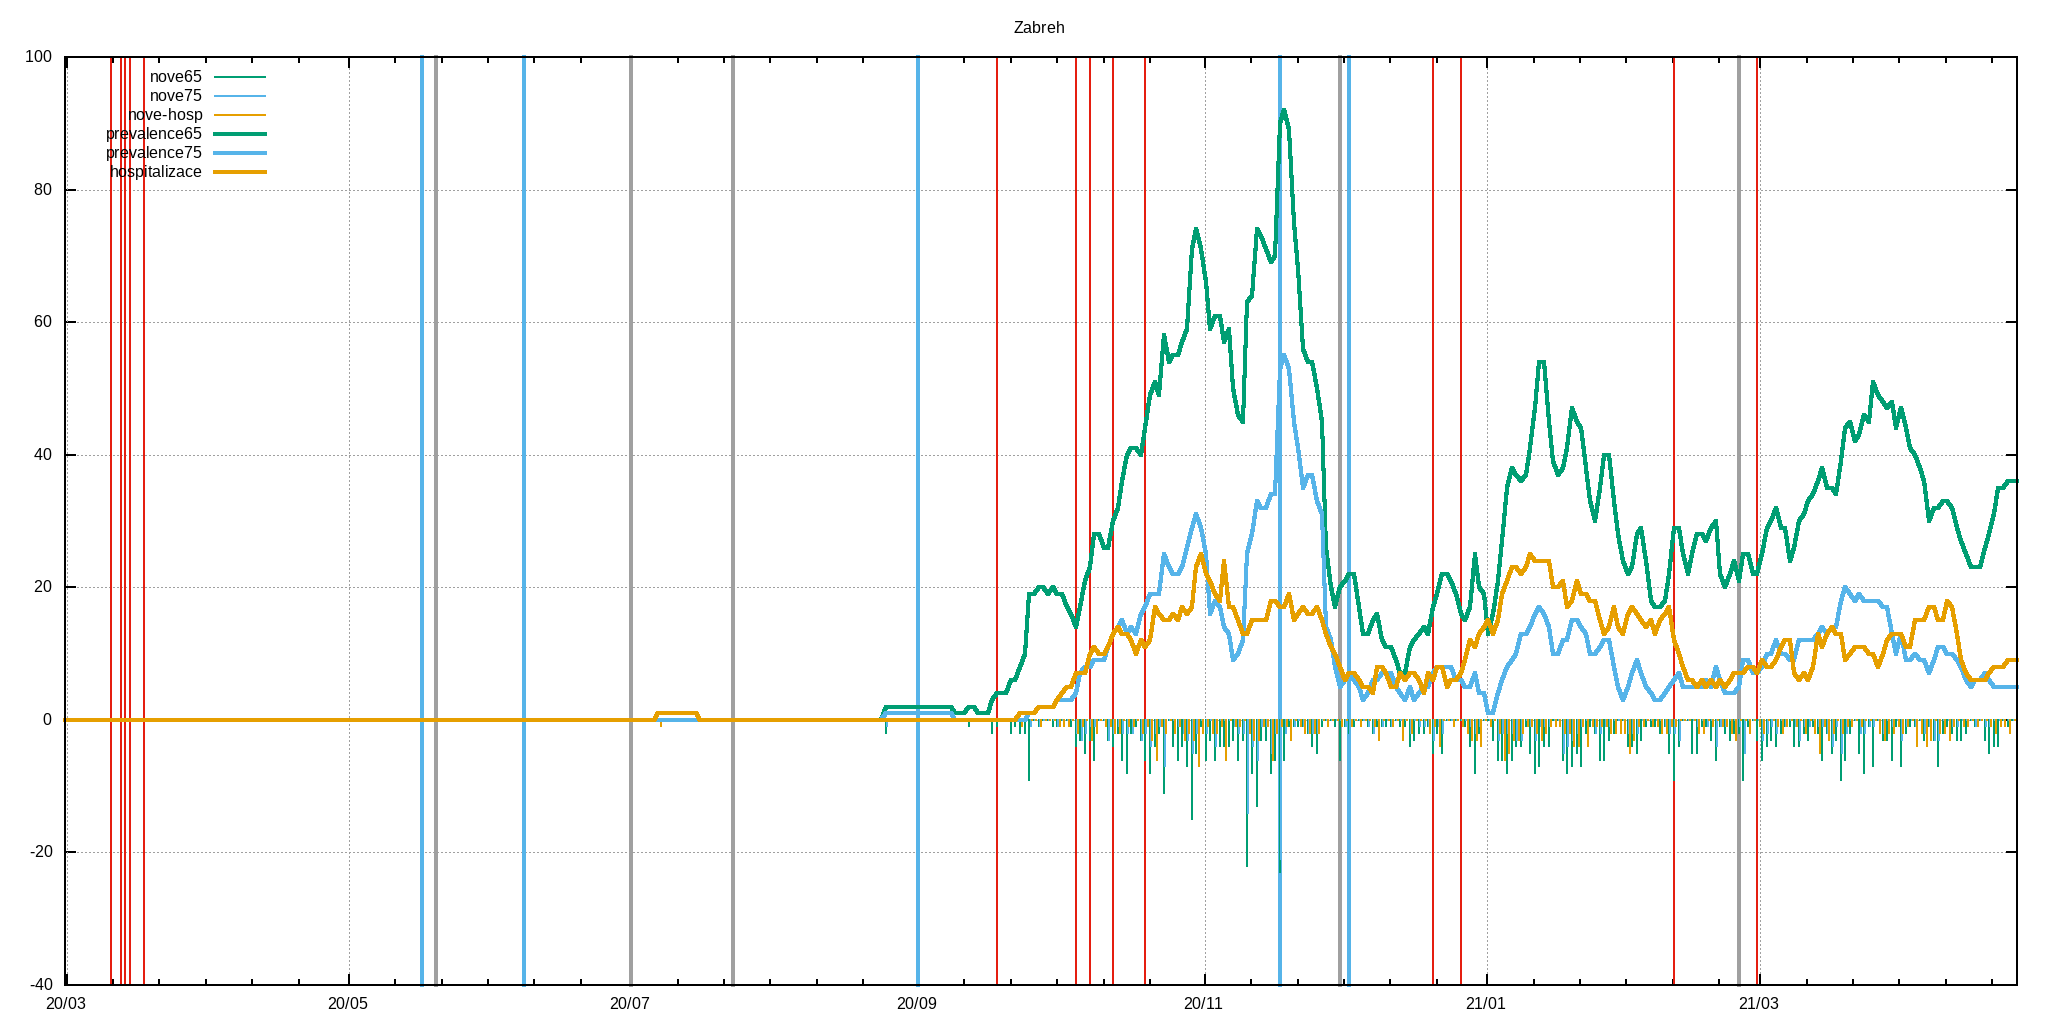 Zabreh
100
80
60
40
20
0
-20
-40
nove65
nove75
nove-hosp
prevalence65
prevalence75
hospitalizace
20/03 20/05 20/07 20/09 20/11 21/01 21/03